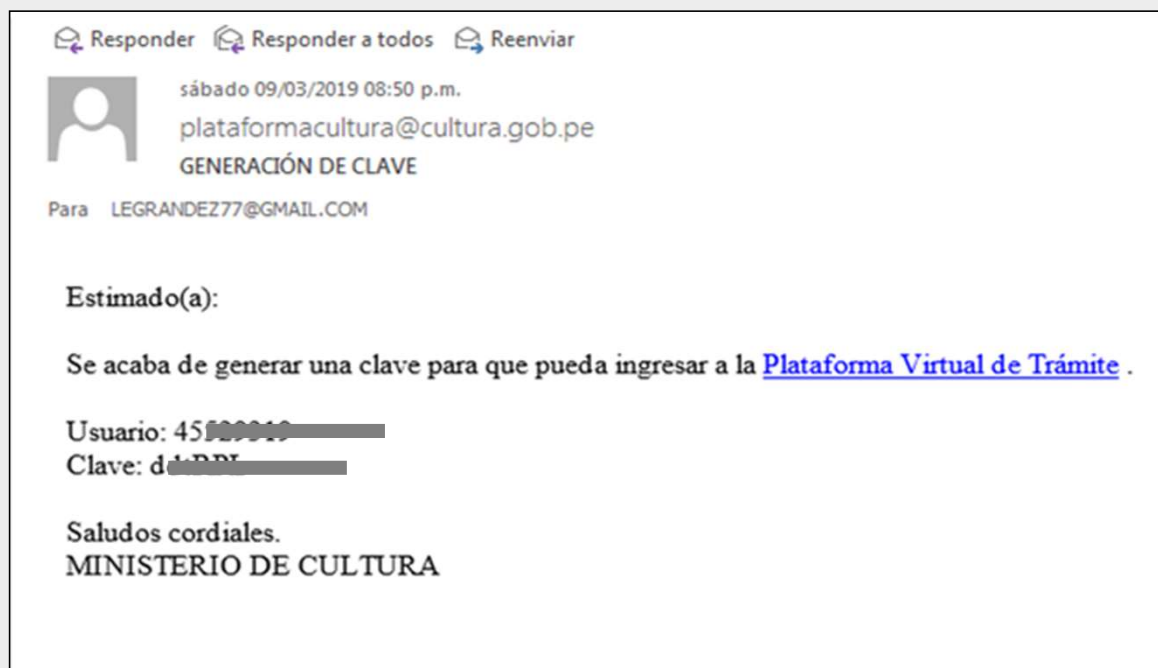 Responder Responder a todos Reenviar
sábado 09/03/2019 08:50 p.m.
plataformacultura@cultura.gob.pe
GENERACIÓN DE CLAVE
Para LEGRANDEZ77@GMAIL.COM
Estimado(a):
Se acaba de generar una clave para que pueda ingresar a la Plataforma Virtual de Trámite .
Usuario:
Clave:
Saludos cordiales.
MINISTERIO DE CULTURA